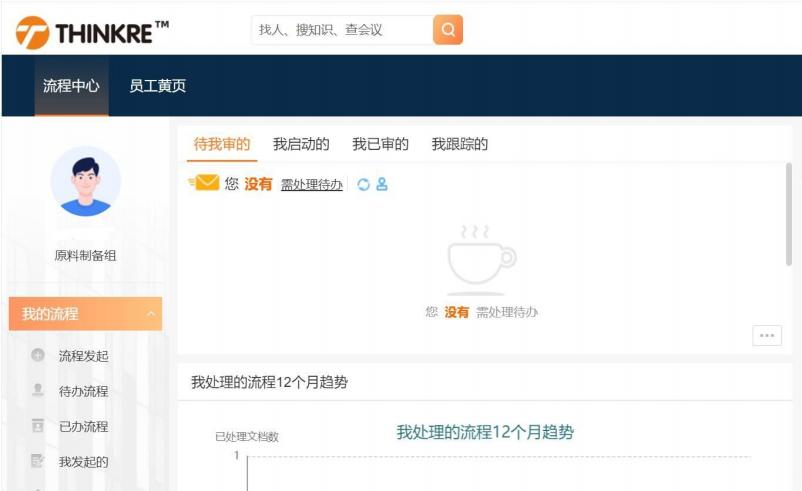 THINKRE™
找人、搜知识、查会议
流程中心 员工黄页
待我审的 我启动的 我已审的 我跟踪的
您 没有 需处理待办
原料制备组
您 没有 需处理待办
我的流程
流程发起
待办流程
已办流程
我发起的
我处理的流程12个月趋势
我处理的流程12个月趋势
已处理文档数
1